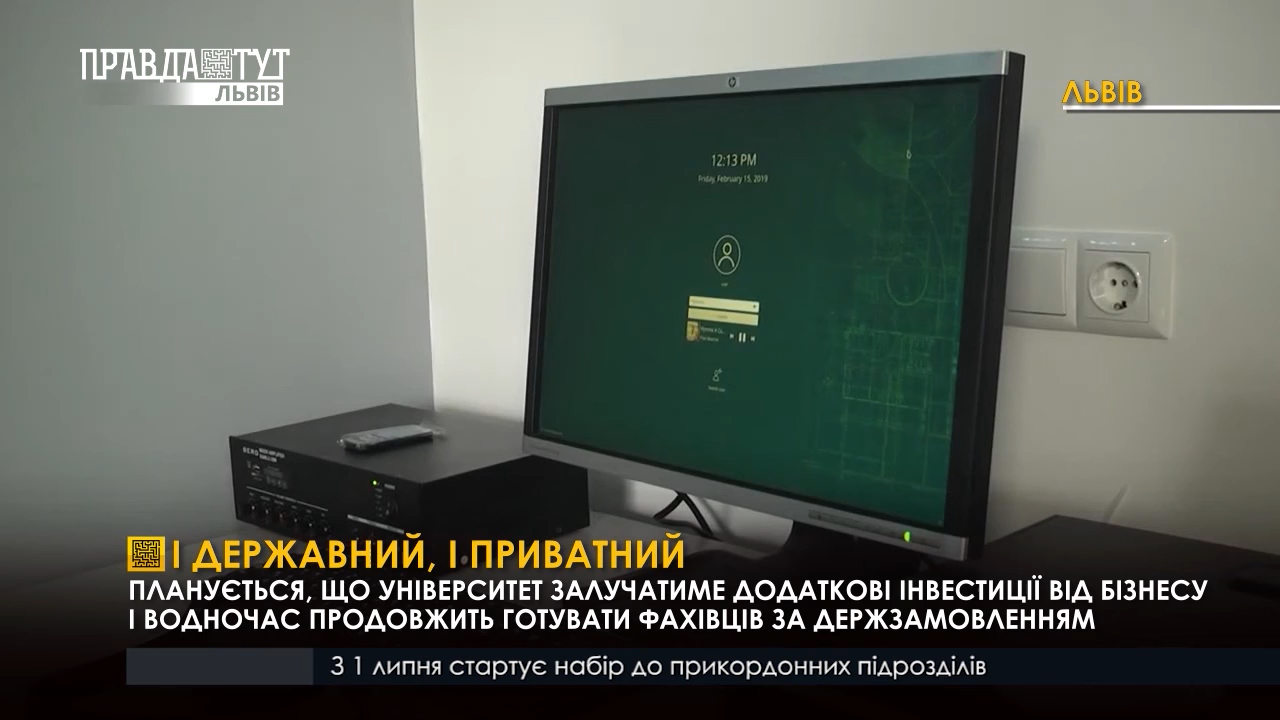 ПРАВДА ТУТ
ЛЬВІВ
ЛЬВІВ
hp
12:13 PM
Friday, February 15, 2019
І ДЕРЖАВНИЙ, І ПРИВАТНИЙ
ПЛАНУЄТЬСЯ, ЩО УНІВЕРСИТЕТ ЗАЛУЧАТИМЕ ДОДАТКОВІ ІНВЕСТИЦІЇ ВІД БІЗНЕСУ
І ВОДНОЧАС ПРОДОВЖИТЬ ГОТУВАТИ ФАХІВЦІВ ЗА ДЕРЖЗАМОВЛЕННЯМ
З 1 липня стартує набір до прикордонних підрозділів